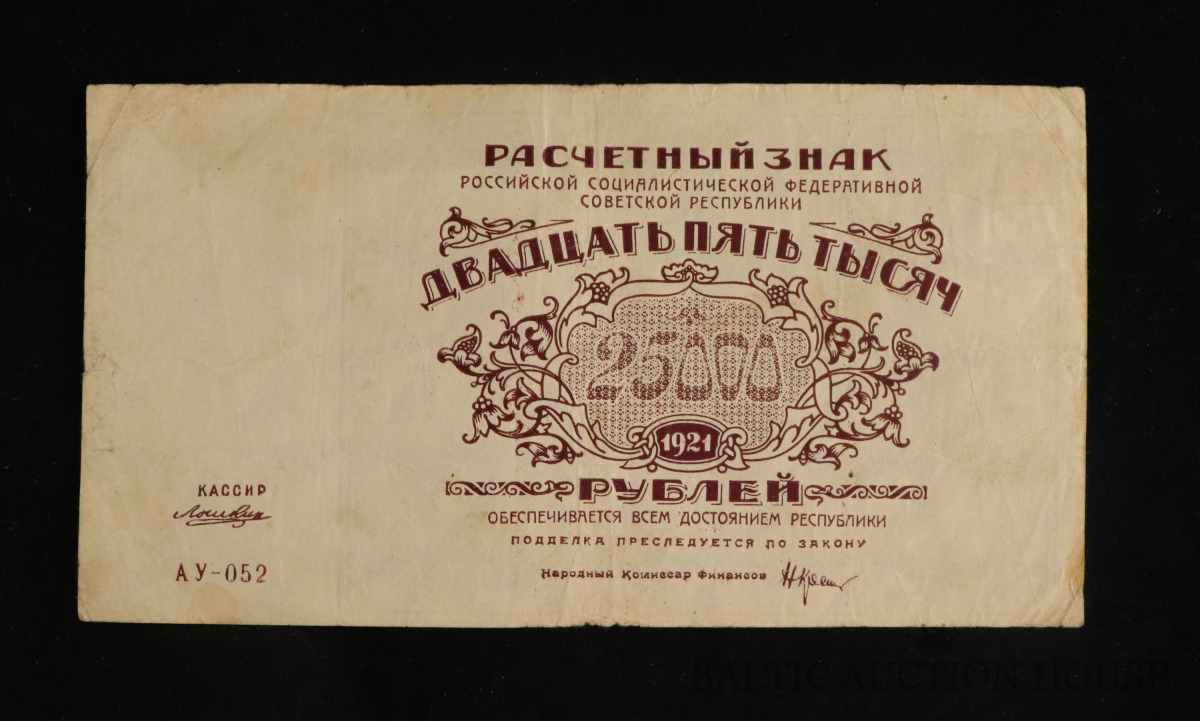 РАСЧЕТНЫЙ ЗНАК
РОССИЙСКОЙ СОЦИАЛИСТИЧЕСКОЙ ФЕДЕРАТИВНОЙ
СОВЕТСКОЙ РЕСПУБЛИКИ
ДВАДЦАТЬ ПЯТЬ ТЫСЯЧ
25000
1921
РУБЛЕЙ
ОБЕСПЕЧИВАЕТСЯ ВСЕМ ДОСТОЯНИЕМ РЕСПУБЛИКИ
ПОДДЕЛКА ПРЕСЛЕДУЕТСЯ ПО ЗАКОНУ
Народный Комиссар Финансов
КАССИР
АУ-052
BALTIC AUCTION HOUSE